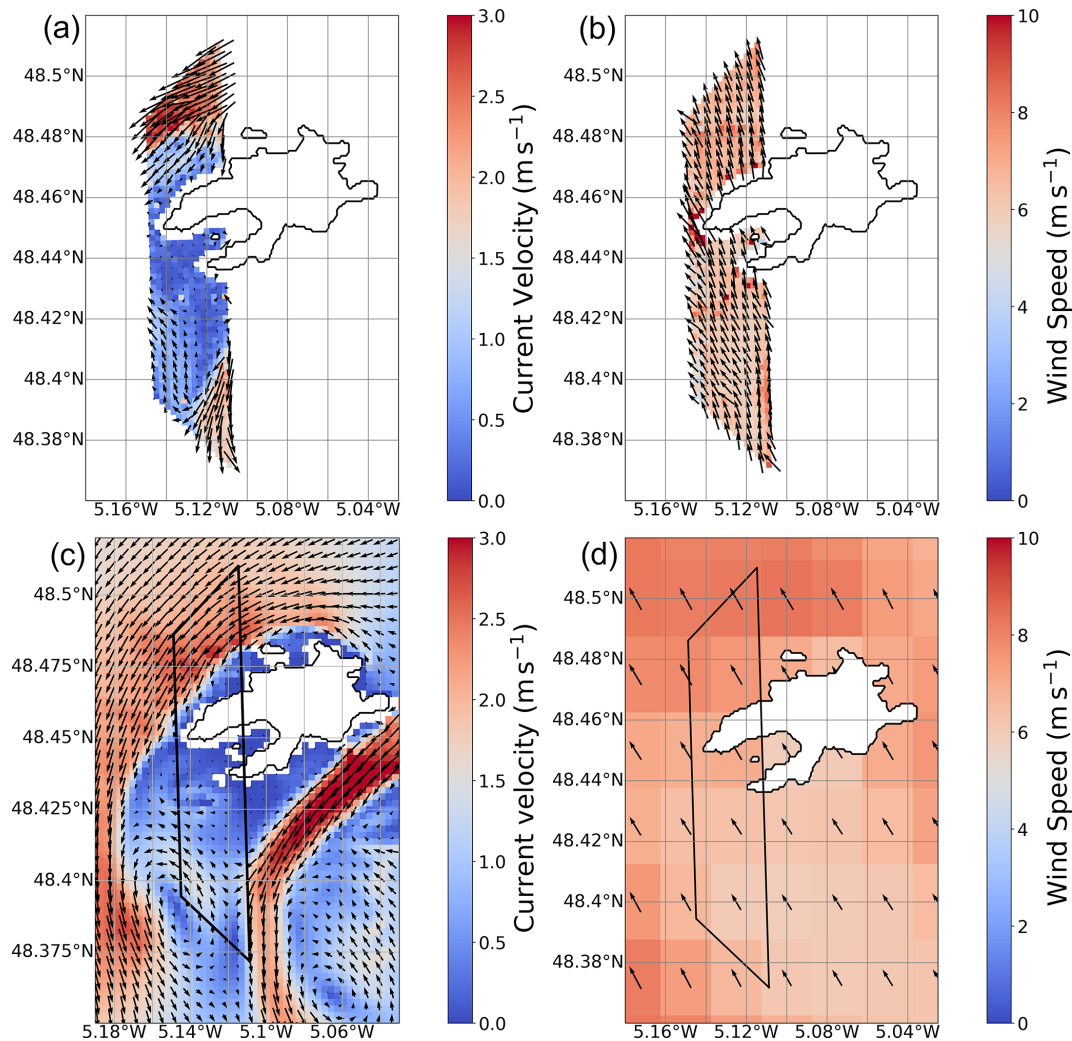 (a)
48.5°N
48.48°N
48.46°N
48.44°N
48.42°N
48.4°N
48.38°N
5.16°W 5.12°W 5.08°W 5.04°W
3.0
2.5
2.0
1.5
1.0
0.5
0.0
Current Velocity (m s⁻¹)
(b)
48.5°N
48.48°N
48.46°N
48.44°N
48.42°N
48.4°N
48.38°N
5.16°W 5.12°W 5.08°W 5.04°W
10
8
6
4
2
0
Wind Speed (m s⁻¹)
(c)
48.5°N
48.475°N
48.45°N
48.425°N
48.4°N
48.375°N
5.18°W 5.14°W 5.1°W 5.06°W
3.0
2.5
2.0
1.5
1.0
0.5
0.0
Current velocity (m s⁻¹)
(d)
48.5°N
48.48°N
48.46°N
48.44°N
48.42°N
48.4°N
48.38°N
5.16°W 5.12°W 5.08°W 5.04°W
10
8
6
4
2
0
Wind Speed (m s⁻¹)